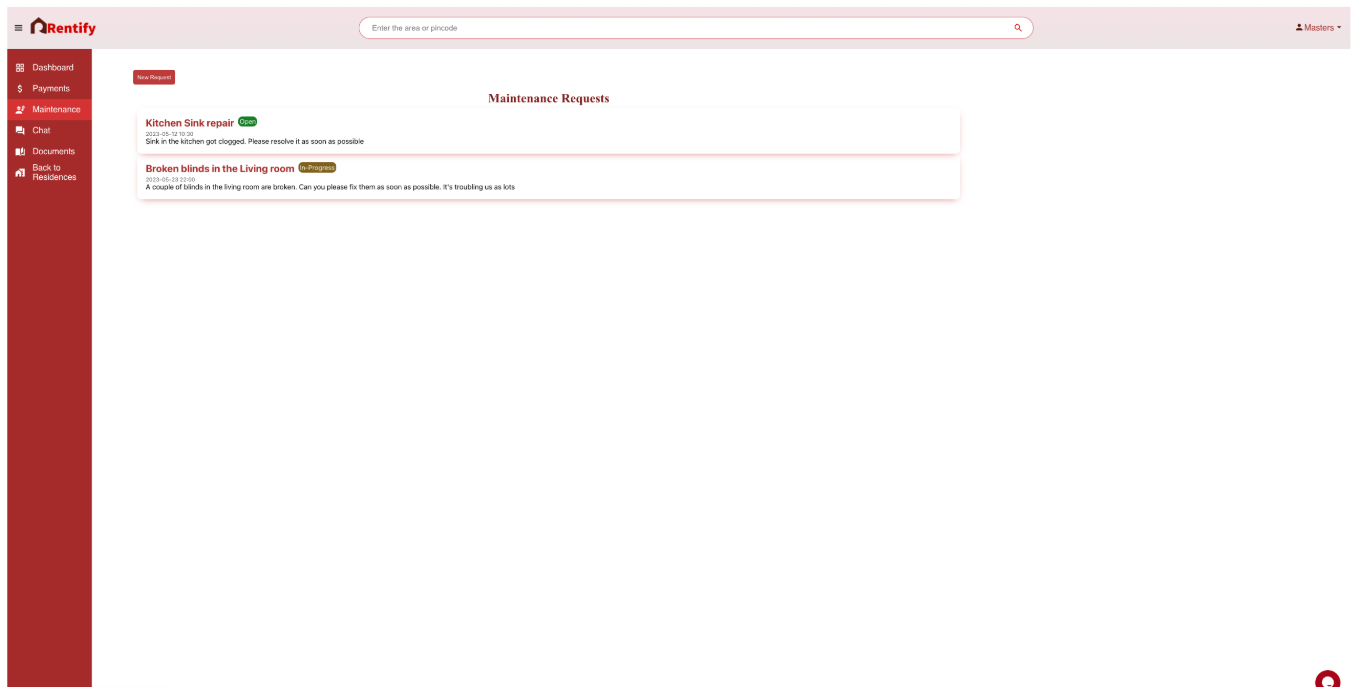 Rentify
Enter the area or pincode
Masters
Dashboard
Payments
Maintenance
Chat
Documents
Back to
Residences
New Request
Maintenance Requests
Kitchen Sink repair Open
2023-05-12 10:30
Sink in the kitchen got clogged. Please resolve it as soon as possible
Broken blinds in the Living room In-Progress
2023-05-23 22:00
A couple of blinds in the living room are broken. Can you please fix them as soon as possible. It's troubling us as lots